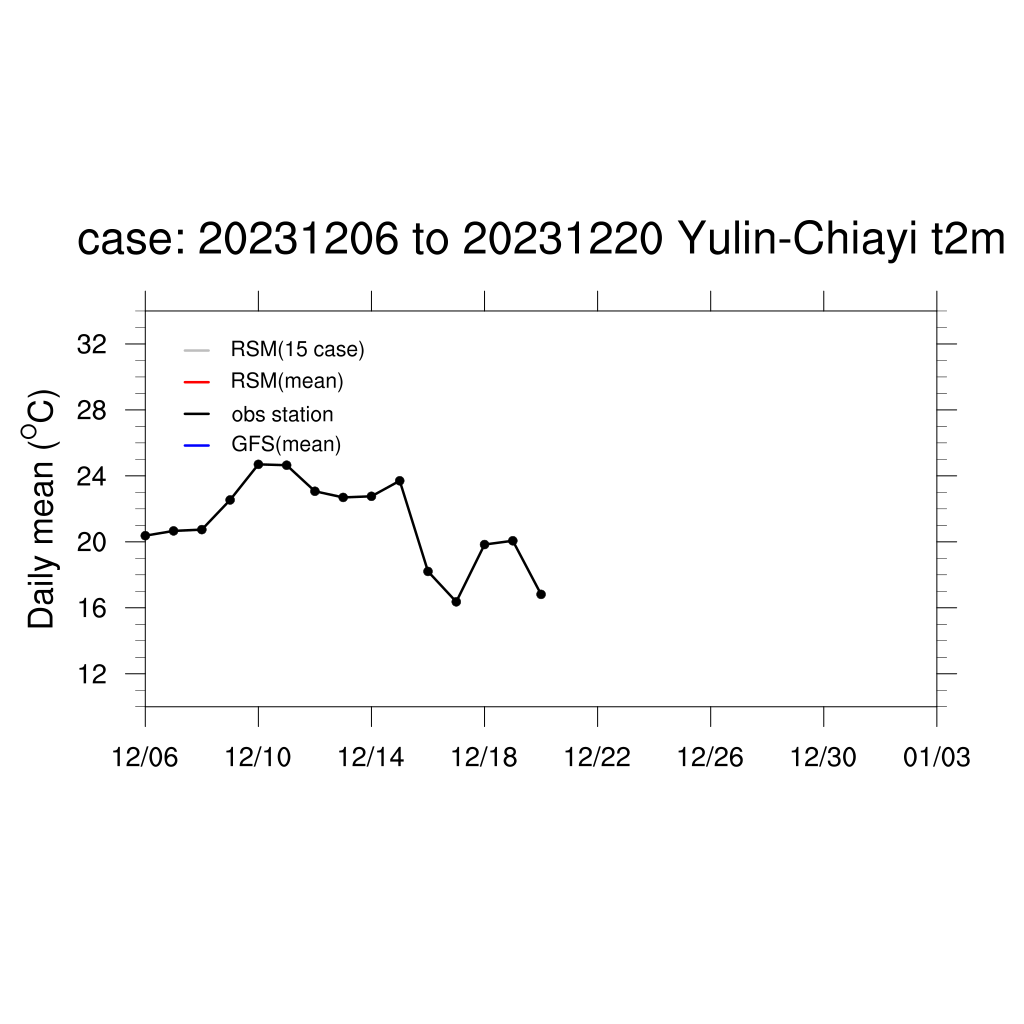 case: 20231206 to 20231220 Yulin-Chiayi t2m
Daily mean (°C)
32
28
24
20
16
12
RSM(15 case)
RSM(mean)
obs station
GFS(mean)
12/06 12/10 12/14 12/18 12/22 12/26 12/30 01/03